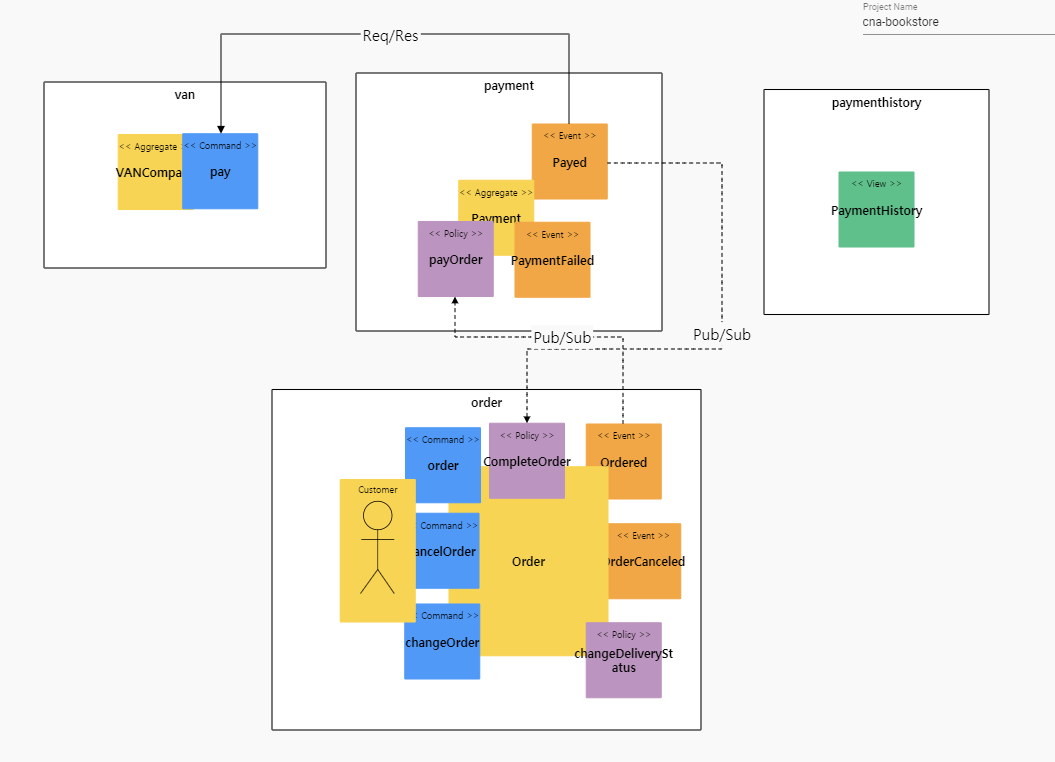 Project Name
cna-bookstore
Req/Res
van
<< Aggregate
VANCompa
<< Command >>
pay
payment
<< Event >>
Payed
<< Aggregate >>
Payment
<< Policy >>
payOrder
<< Event >>
PaymentFailed
paymenthistory
<< View >>
PaymentHistory
Pub/Sub
Pub/Sub
order
<< Command >>
order
<< Policy >>
CompleteOrder
<< Event >>
Ordered
Customer
Command >>
ancelOrder
Order
<< Event >>
OrderCanceled
Command >>
changeOrder
<< Policy >>
changeDeliverySt
atus